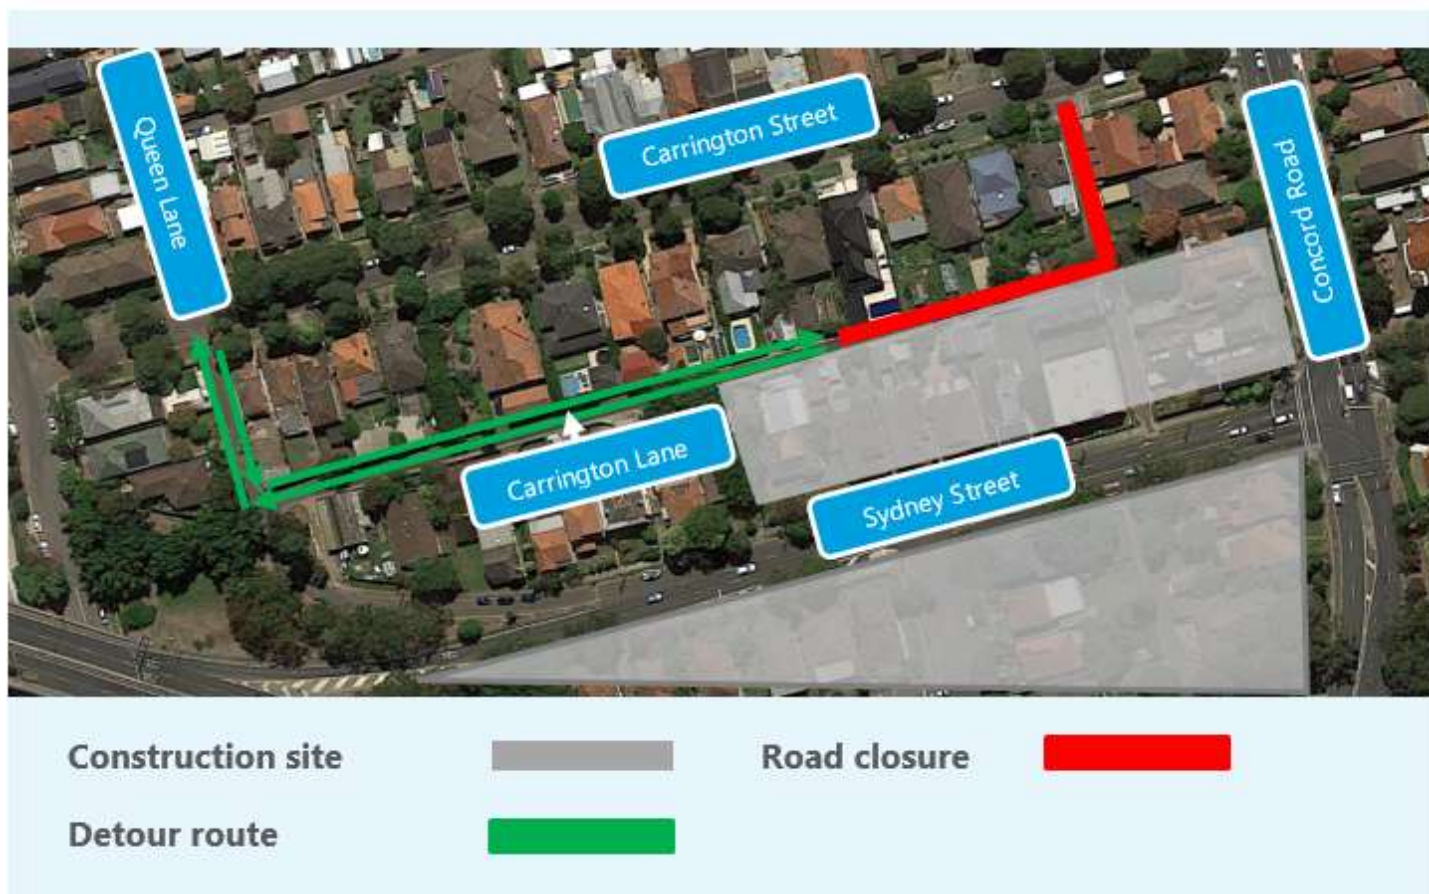 Queen Lane
Carrington Street
Concord Road
Carrington Lane
Sydney Street
Construction site
Road closure
Detour route